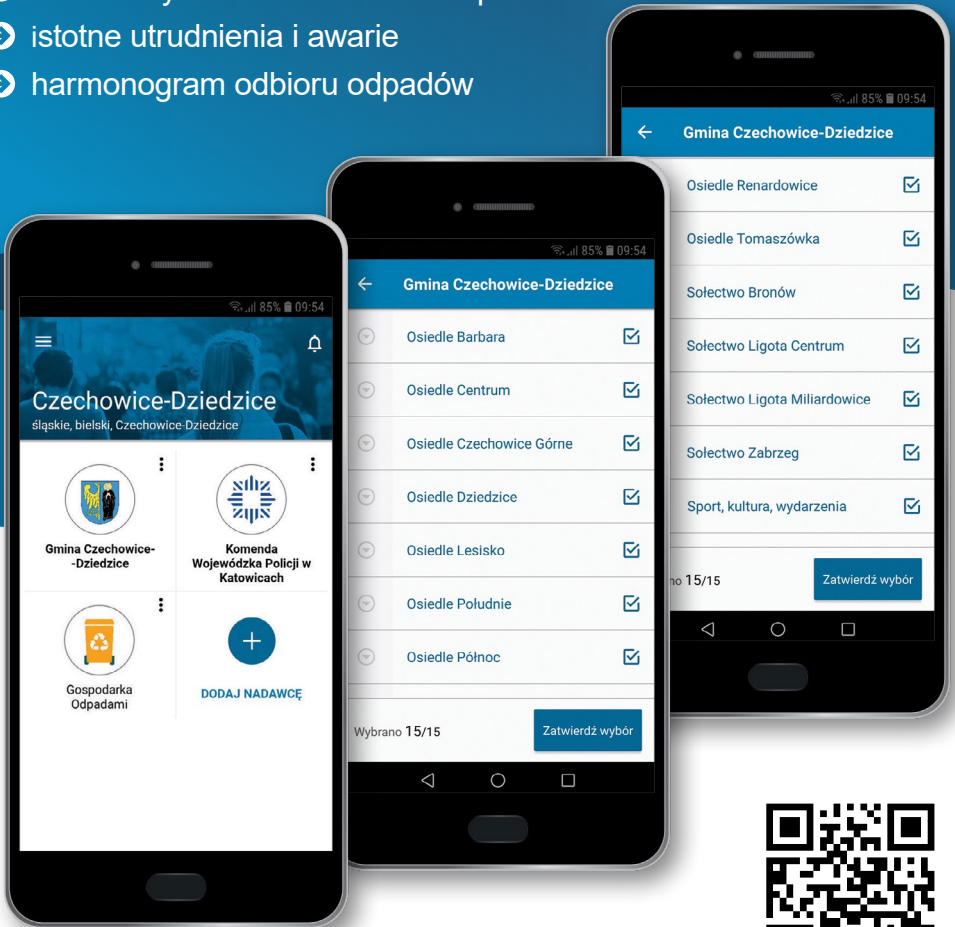 istotne utrudnienia i awarie
harmonogram odbioru odpadów
85% 09:54
Czechowice-Dziedzice
śląskie, bielski, Czechowice-Dziedzice
Gmina Czechowice-
-Dziedzice
Komenda
Wojewódzka Policji w
Katowicach
Gospodarka
Odpadami
DODAJ NADAWCĘ
85% 09:54
Gmina Czechowice-Dziedzice
Osiedle Barbara
Osiedle Centrum
Osiedle Czechowice Górne
Osiedle Dziedzice
Osiedle Lesisko
Osiedle Południe
Osiedle Północ
Wybrano 15/15
Zatwierdź wybór
85% 09:54
Gmina Czechowice-Dziedzice
Osiedle Renardowice
Osiedle Tomaszówka
Sołectwo Bronów
Sołectwo Ligota Centrum
Sołectwo Ligota Miliardowice
Sołectwo Zabrzeg
Sport, kultura, wydarzenia
no 15/15
Zatwierdź wybór